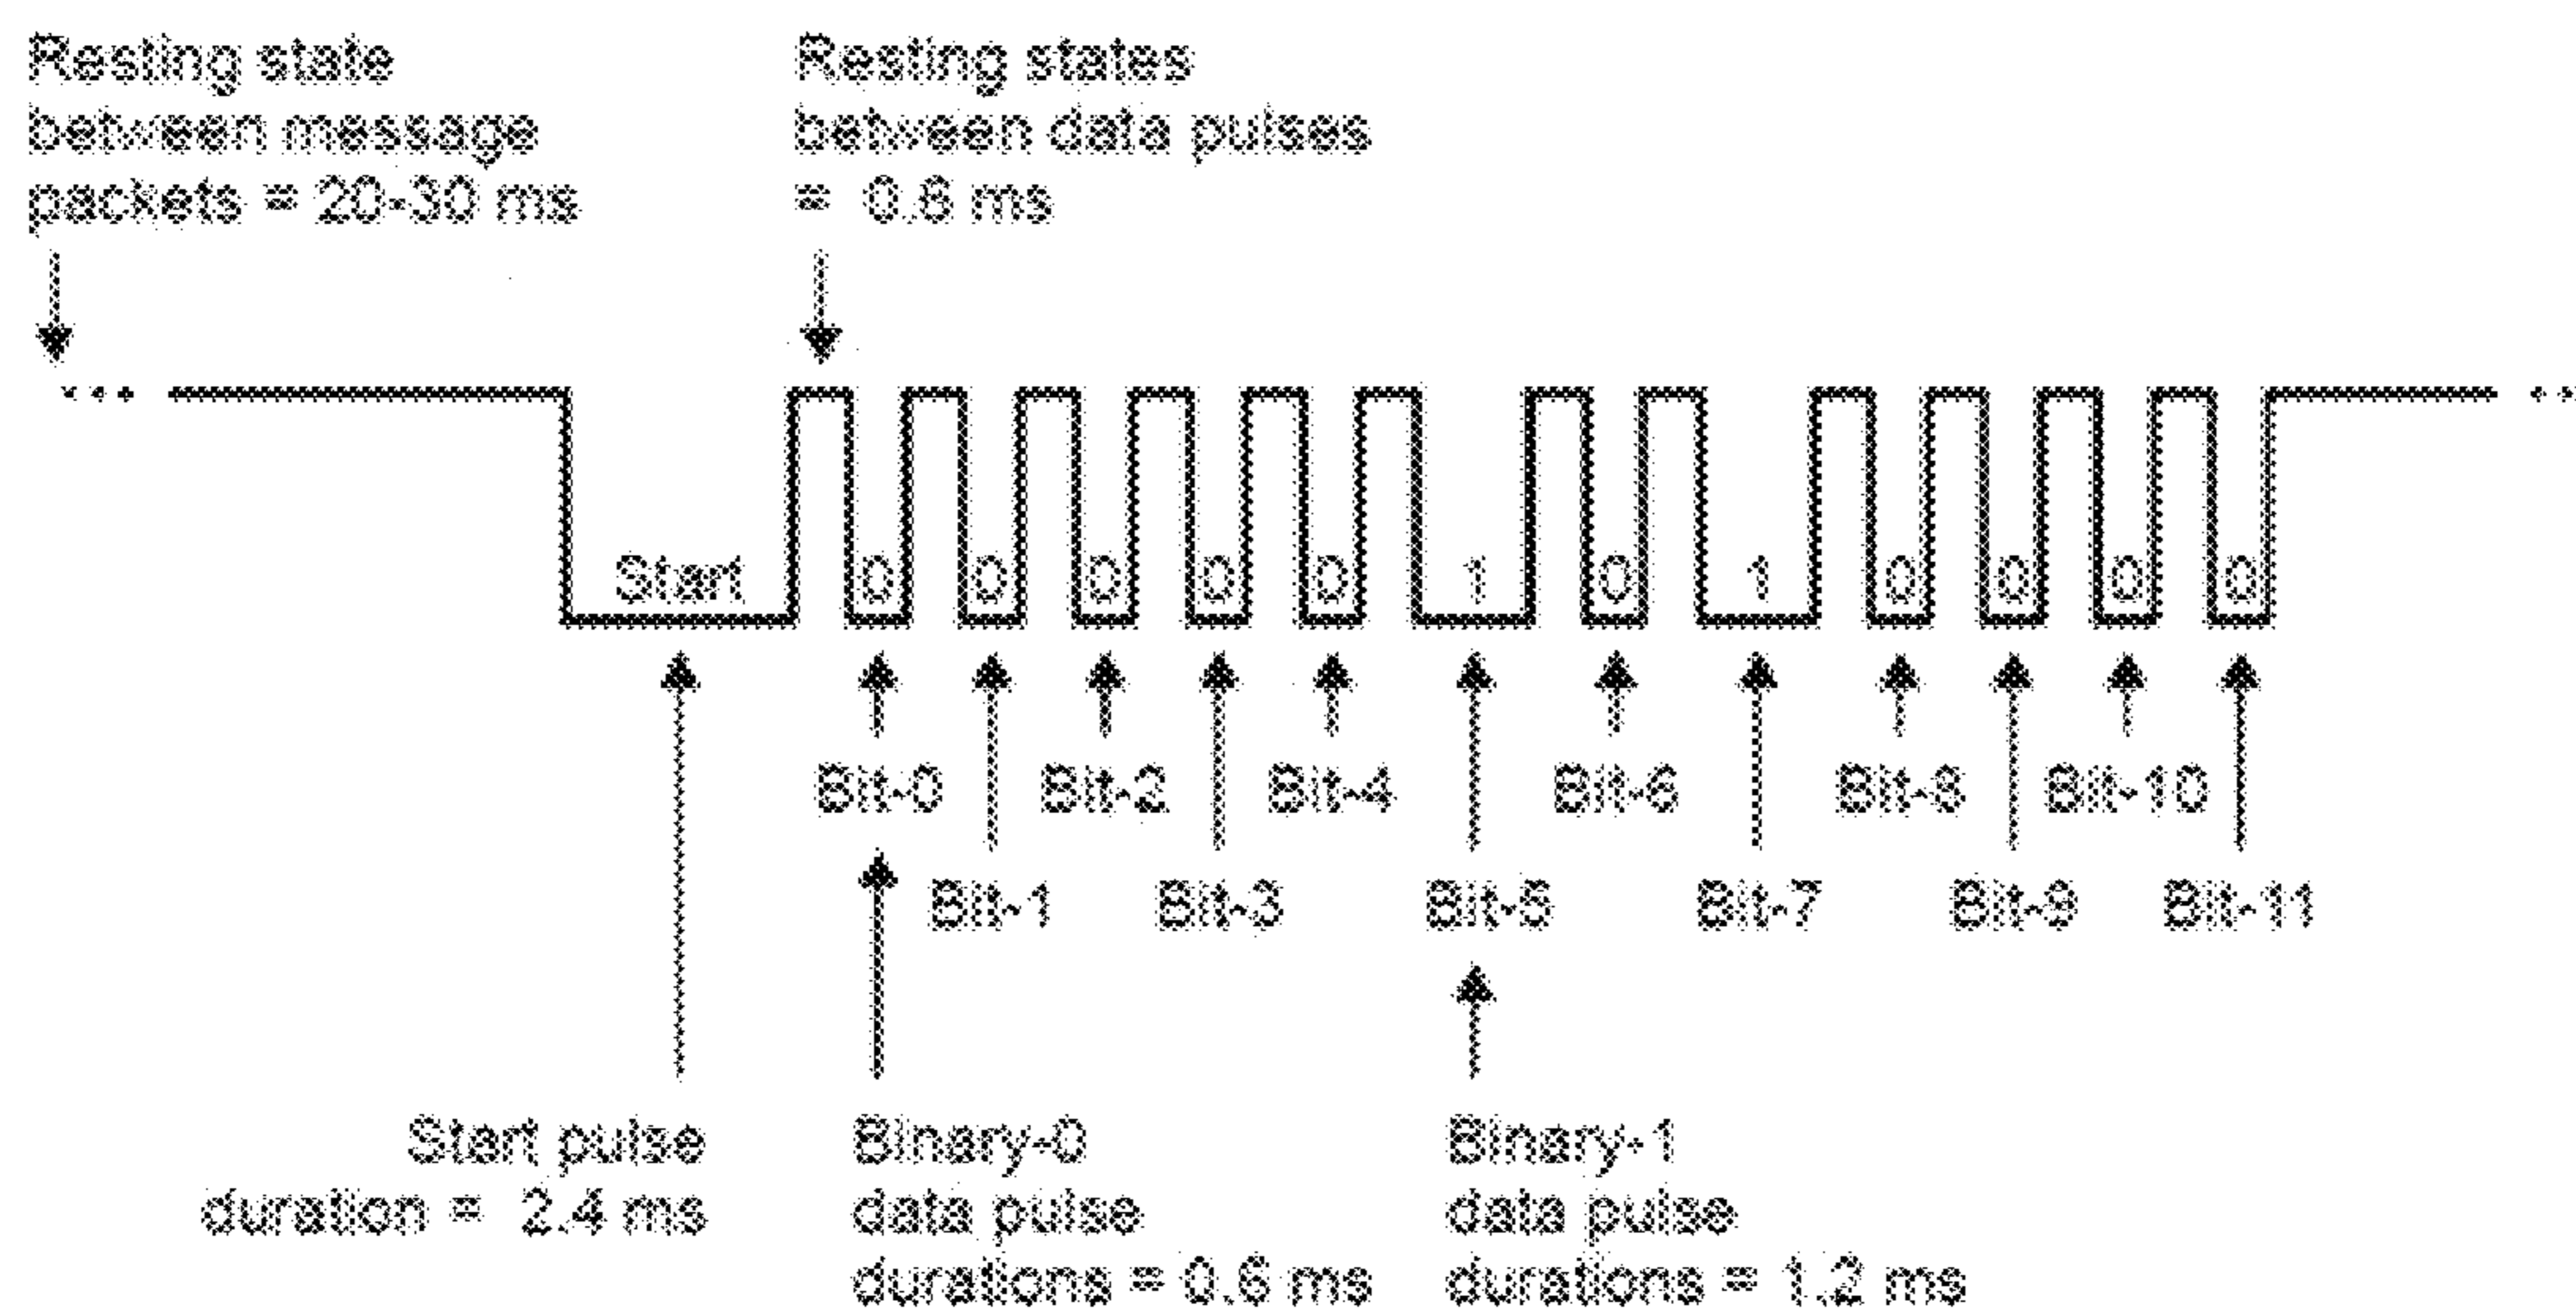 Resting state
between message
packets = 20-30 ms
Resting states
between data pulses
= 0.6 ms
Start 0 0 0 0 0 1 0 1 0 0 0 0
Bit-0 Bit-2 Bit-4 Bit-6 Bit-8 Bit-10
Bit-1 Bit-3 Bit-5 Bit-7 Bit-9 Bit-11
Start pulse
duration = 2.4 ms
Binary-0
data pulse
durations = 0.6 ms
Binary-1
data pulse
durations = 1.2 ms